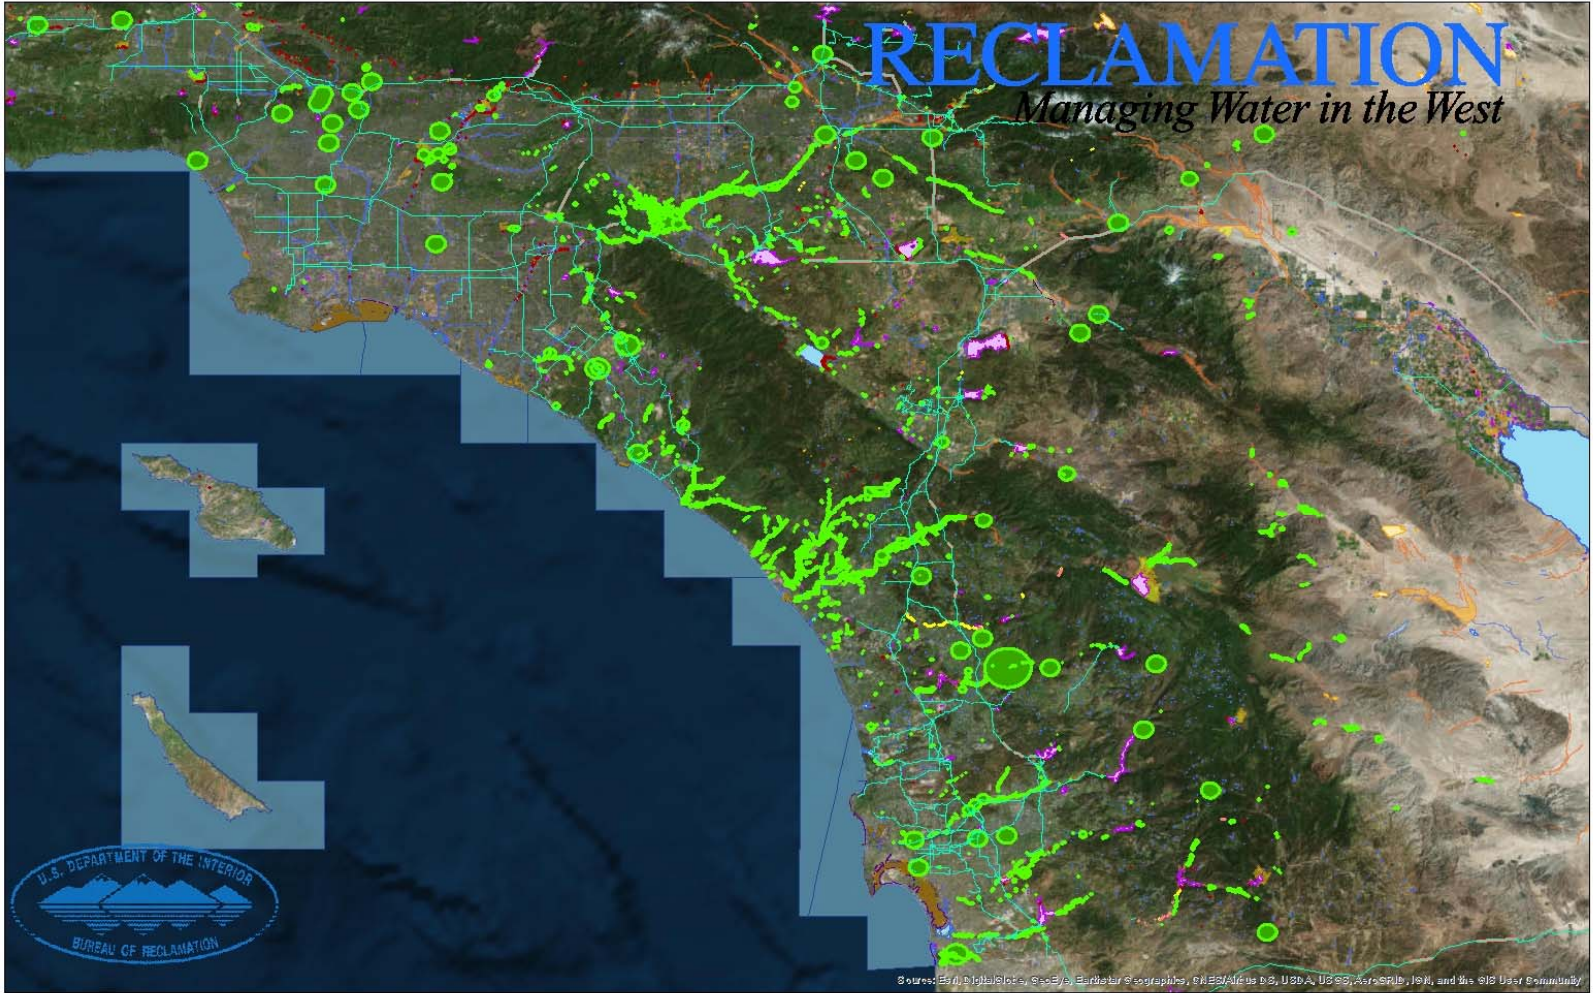 RECLAMATION
Managing Water in the West
U.S. DEPARTMENT OF THE INTERIOR
BUREAU OF RECLAMATION
Source: Esri, DigitalGlobe, GeoEye, Earthstar Geographics, CNES/Airbus DS, USDA, USGS, AeroGRID, IGN, and the GIS User Community